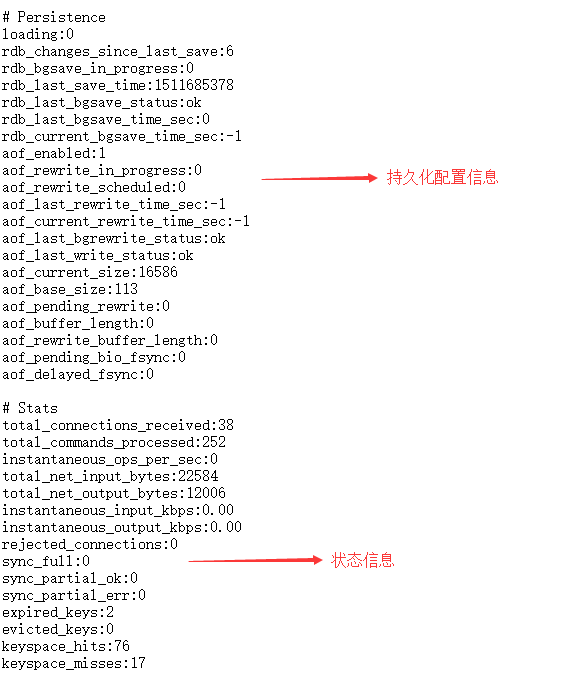 # Persistence
loading:0
rdb_changes_since_last_save:6
rdb_bgsave_in_progress:0
rdb_last_save_time:1511685378
rdb_last_bgsave_status:ok
rdb_last_bgsave_time_sec:0
rdb_current_bgsave_time_sec:-1
aof_enabled:1
aof_rewrite_in_progress:0
持久化配置信息
aof_rewrite_scheduled:0
aof_last_rewrite_time_sec:-1
aof_current_rewrite_time_sec:-1
aof_last_bgrewrite_status:ok
aof_last_write_status:ok
aof_current_size:16586
aof_base_size:113
aof_pending_rewrite:0
aof_buffer_length:0
aof_rewrite_buffer_length:0
aof_pending_bio_fsync:0
aof_delayed_fsync:0
# Stats
total_connections_received:38
total_commands_processed:252
instantaneous_ops_per_sec:0
total_net_input_bytes:22584
total_net_output_bytes:12006
instantaneous_input_kbps:0.00
instantaneous_output_kbps:0.00
rejected_connections:0
sync_full:0
状态信息
sync_partial_ok:0
sync_partial_err:0
expired_keys:2
evicted_keys:0
keyspace_hits:76
keyspace_misses:17